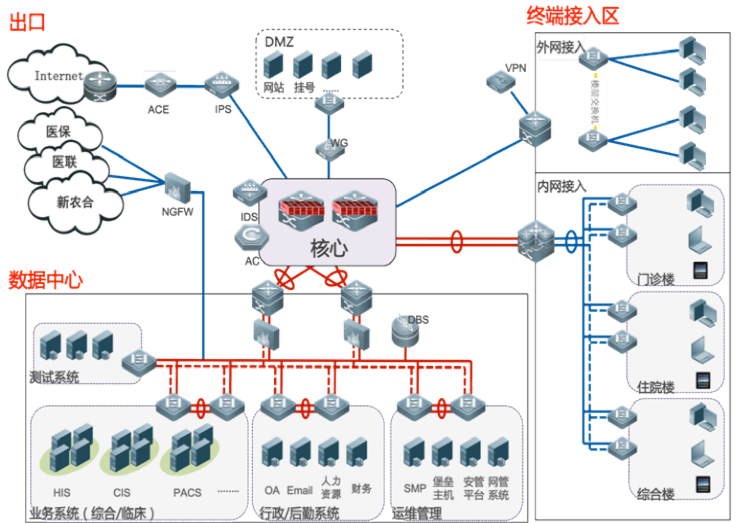 出口
终端接入区
DMZ
外网接入
网站
挂号
......
VPN
Internet
ACE
IPS
楼层交换机
WG
医保
医联
新农合
NGFW
内网接入
IDS
AC
核心
门诊楼
数据中心
DBS
测试系统
住院楼
HIS
CIS
PACS
........
业务系统（综合/临床）
OA
Email
人力
资源
财务
行政/后勤系统
SMP
堡垒
主机
安管
平台
网管
系统
运维管理
综合楼